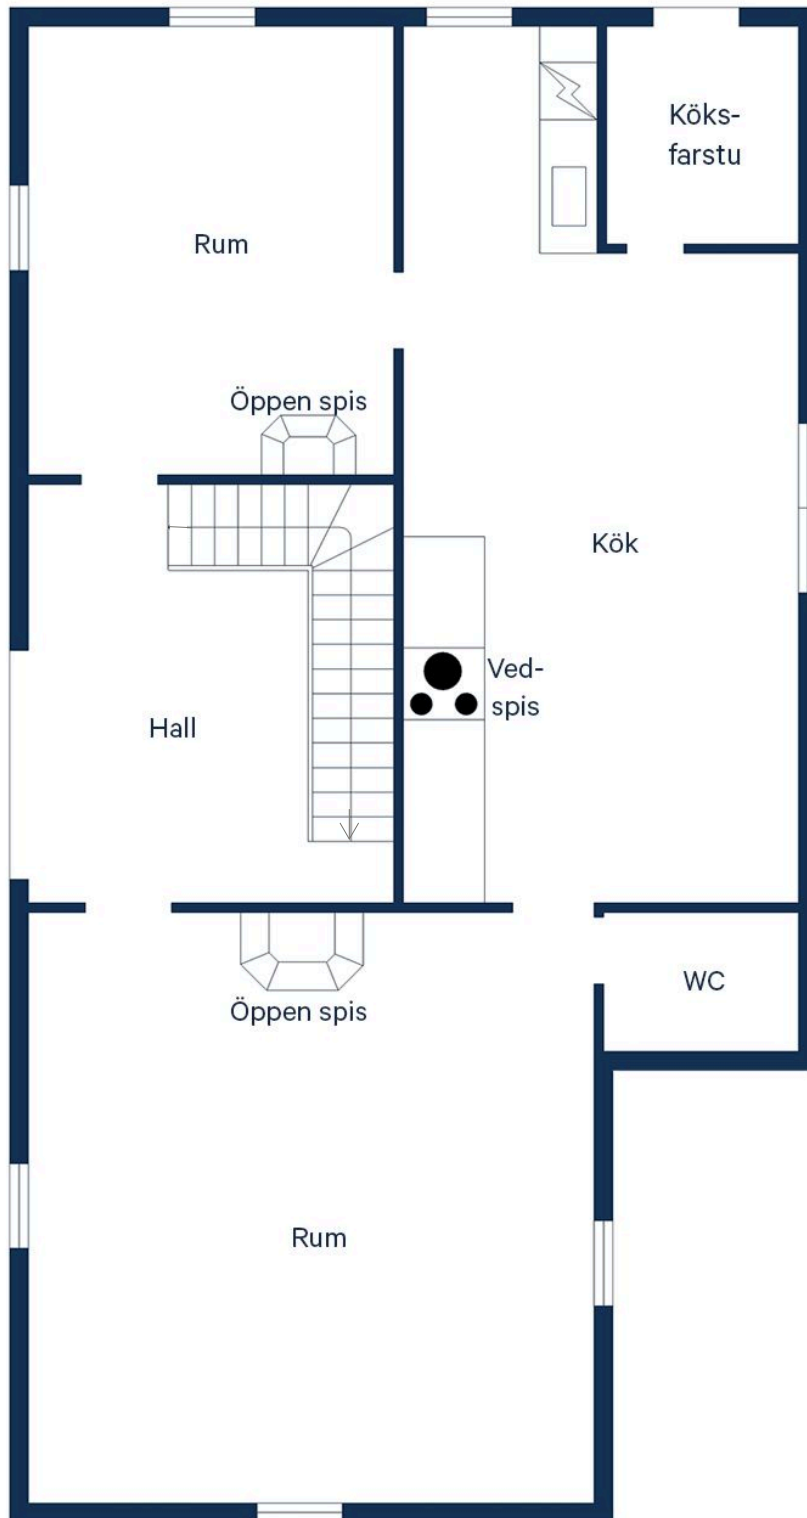 Köks-
farstu
Rum
Öppen spis
Kök
Ved-
spis
Hall
WC
Öppen spis
Rum